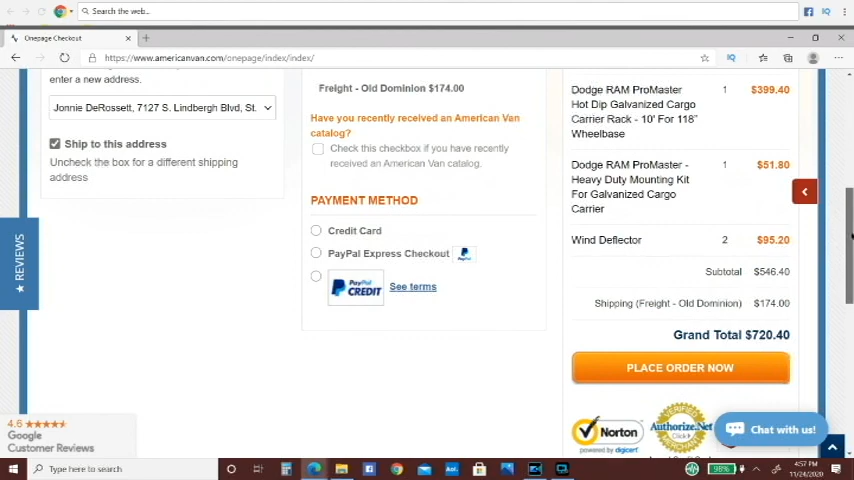 Search the web...
Onepage Checkout
https://www.americanvan.com/onepage/index/index/
enter a new address.
Jonnie DeRossett, 7127 S. Lindbergh Blvd, St.
Ship to this address
Uncheck the box for a different shipping
address
Freight - Old Dominion $174.00
Have you recently received an American Van
catalog?
Check this checkbox if you have recently
received an American Van catalog.
PAYMENT METHOD
Credit Card
PayPal Express Checkout
PayPal
CREDIT
See terms
Dodge RAM ProMaster 1 $399.40
Hot Dip Galvanized Cargo
Carrier Rack - 10' For 118"
Wheelbase
Dodge RAM ProMaster - 1 $51.80
Heavy Duty Mounting Kit
For Galvanized Cargo
Carrier
Wind Deflector 2 $95.20
Subtotal $546.40
Shipping (Freight - Old Dominion) $174.00
Grand Total $720.40
PLACE ORDER NOW
Norton
powered by digicert
VERIFIED
Authorize.Net
Click
Chat with us!
REVIEWS
4.6
Google
Customer Reviews
Type here to search
Aol.
98%
4:57 PM
11/24/2020